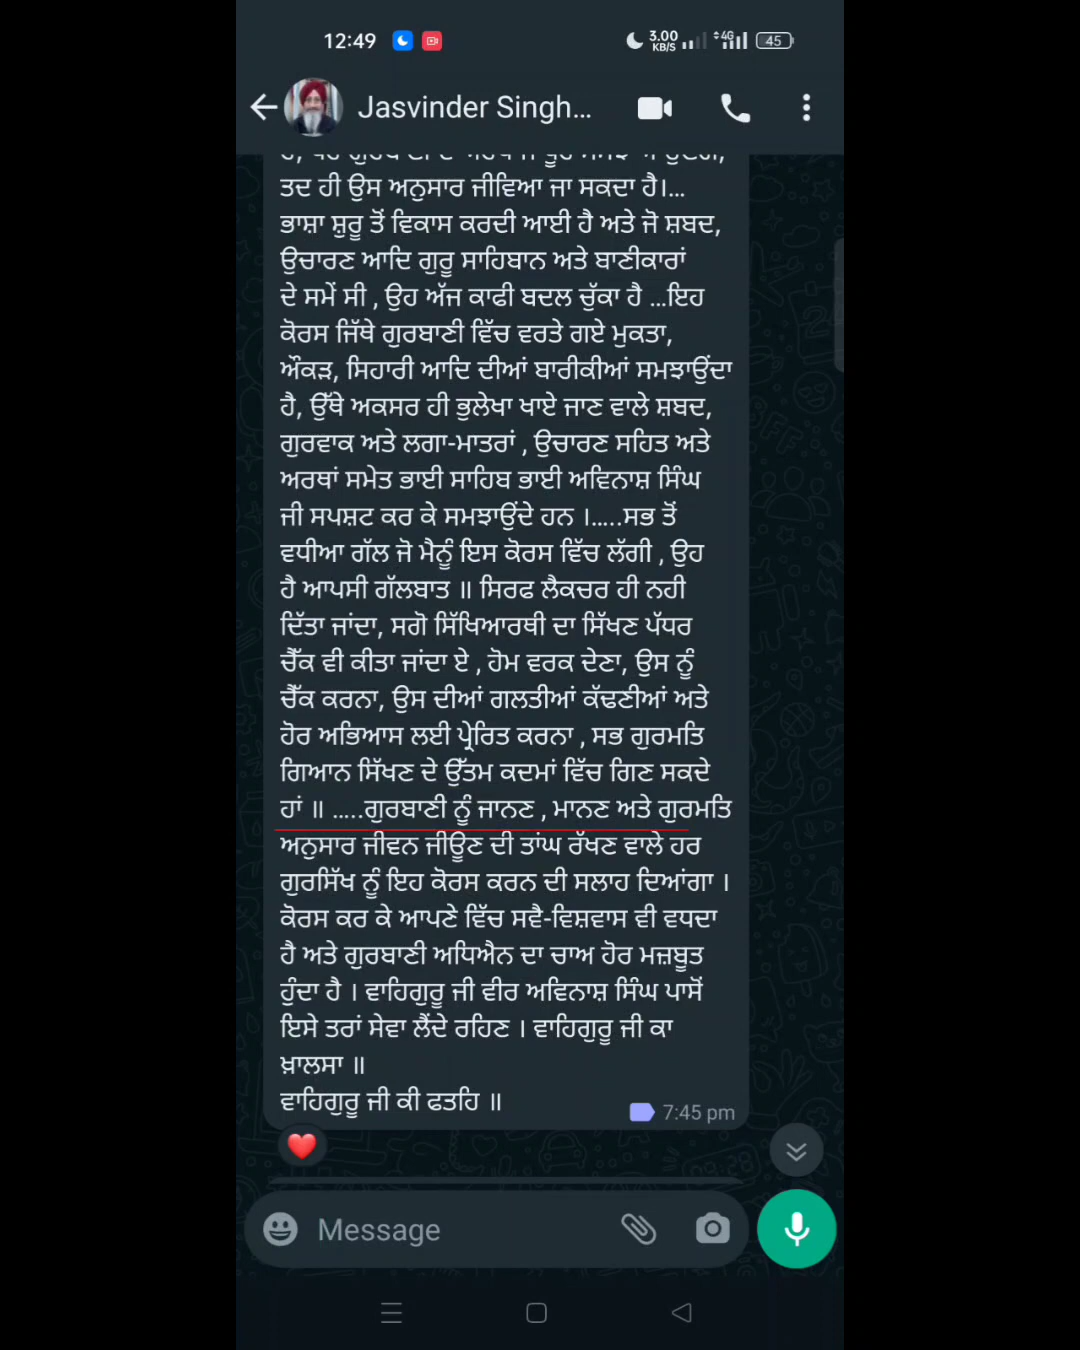 12:49
3.00 KB/S 4G 45
Jasvinder Singh...
ਤਦ ਹੀ ਉਸ ਅਨੁਸਾਰ ਜੀਵਿਆ ਜਾ ਸਕਦਾ ਹੈ।...
ਭਾਸ਼ਾ ਸ਼ੁਰੂ ਤੋਂ ਵਿਕਾਸ ਕਰਦੀ ਆਈ ਹੈ ਅਤੇ ਜੋ ਸ਼ਬਦ,
ਉਚਾਰਣ ਆਦਿ ਗੁਰੂ ਸਾਹਿਬਾਨ ਅਤੇ ਬਾਣੀਕਾਰਾਂ
ਦੇ ਸਮੇਂ ਸੀ , ਉਹ ਅੱਜ ਕਾਫੀ ਬਦਲ ਚੁੱਕਾ ਹੈ ...ਇਹ
ਕੋਰਸ ਜਿੱਥੇ ਗੁਰਬਾਣੀ ਵਿੱਚ ਵਰਤੇ ਗਏ ਮੁਕਤਾ,
ਔਕੜ, ਸਿਹਾਰੀ ਆਦਿ ਦੀਆਂ ਬਾਰੀਕੀਆਂ ਸਮਝਾਉਂਦਾ
ਹੈ, ਉੱਥੇ ਅਕਸਰ ਹੀ ਭੁਲੇਖਾ ਖਾਏ ਜਾਣ ਵਾਲੇ ਸ਼ਬਦ,
ਗੁਰਵਾਕ ਅਤੇ ਲਗਾ-ਮਾਤਰਾਂ , ਉਚਾਰਣ ਸਹਿਤ ਅਤੇ
ਅਰਥਾਂ ਸਮੇਤ ਭਾਈ ਸਾਹਿਬ ਭਾਈ ਅਵਿਨਾਸ਼ ਸਿੰਘ
ਜੀ ਸਪਸ਼ਟ ਕਰ ਕੇ ਸਮਝਾਉਂਦੇ ਹਨ ।.....ਸਭ ਤੋਂ
ਵਧੀਆ ਗੱਲ ਜੋ ਮੈਨੂੰ ਇਸ ਕੋਰਸ ਵਿੱਚ ਲੱਗੀ , ਉਹ
ਹੈ ਆਪਸੀ ਗੱਲਬਾਤ ॥ ਸਿਰਫ ਲੈਕਚਰ ਹੀ ਨਹੀ
ਦਿੱਤਾ ਜਾਂਦਾ, ਸਗੋ ਸਿੱਖਿਆਰਥੀ ਦਾ ਸਿੱਖਣ ਪੱਧਰ
ਚੈੱਕ ਵੀ ਕੀਤਾ ਜਾਂਦਾ ਏ , ਹੋਮ ਵਰਕ ਦੇਣਾ, ਉਸ ਨੂੰ
ਚੈੱਕ ਕਰਨਾ, ਉਸ ਦੀਆਂ ਗਲਤੀਆਂ ਕੱਢਣੀਆਂ ਅਤੇ
ਹੋਰ ਅਭਿਆਸ ਲਈ ਪ੍ਰੇਰਿਤ ਕਰਨਾ , ਸਭ ਗੁਰਮਤਿ
ਗਿਆਨ ਸਿੱਖਣ ਦੇ ਉੱਤਮ ਕਦਮਾਂ ਵਿੱਚ ਗਿਣ ਸਕਦੇ
ਹਾਂ ॥ .....ਗੁਰਬਾਣੀ ਨੂੰ ਜਾਨਣ , ਮਾਨਣ ਅਤੇ ਗੁਰਮਤਿ
ਅਨੁਸਾਰ ਜੀਵਨ ਜੀਊਣ ਦੀ ਤਾਂਘ ਰੱਖਣ ਵਾਲੇ ਹਰ
ਗੁਰਸਿੱਖ ਨੂੰ ਇਹ ਕੋਰਸ ਕਰਨ ਦੀ ਸਲਾਹ ਦਿਆਂਗਾ ।
ਕੋਰਸ ਕਰ ਕੇ ਆਪਣੇ ਵਿੱਚ ਸਵੈ-ਵਿਸ਼ਵਾਸ ਵੀ ਵਧਦਾ
ਹੈ ਅਤੇ ਗੁਰਬਾਣੀ ਅਧਿਐਨ ਦਾ ਚਾਅ ਹੋਰ ਮਜ਼ਬੂਤ
ਹੁੰਦਾ ਹੈ । ਵਾਹਿਗੁਰੂ ਜੀ ਵੀਰ ਅਵਿਨਾਸ਼ ਸਿੰਘ ਪਾਸੋਂ
ਇਸੇ ਤਰਾਂ ਸੇਵਾ ਲੈਂਦੇ ਰਹਿਣ । ਵਾਹਿਗੁਰੂ ਜੀ ਕਾ
ਖ਼ਾਲਸਾ ॥
ਵਾਹਿਗੁਰੂ ਜੀ ਕੀ ਫਤਹਿ ॥
7:45 pm
Message